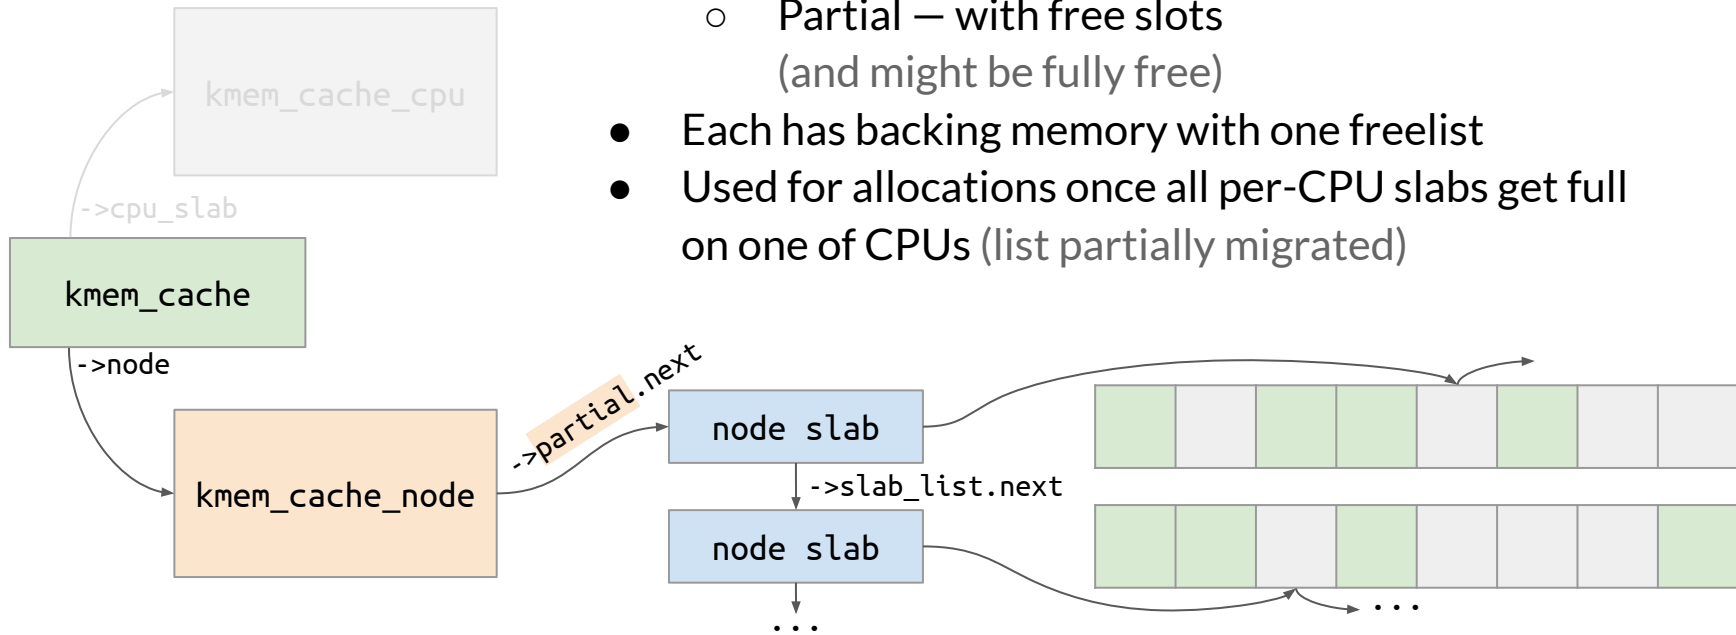 ○ Partial — with free slots
(and might be fully free)
● Each has backing memory with one freelist
● Used for allocations once all per-CPU slabs get full
on one of CPUs (list partially migrated)
kmem_cache_cpu
->cpu_slab
kmem_cache
->node
kmem_cache_node
->partial.next
node slab
->slab_list.next
node slab
...
...